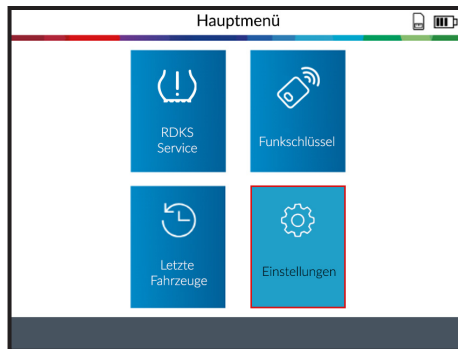 Hauptmenü
RDKS
Service
Funkschlüssel
Letzte
Fahrzeuge
Einstellungen